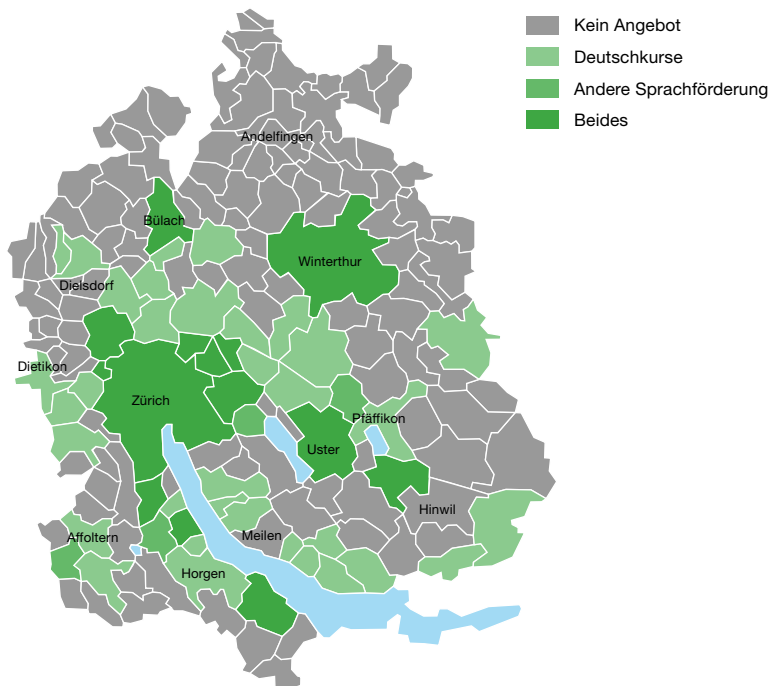 Kein Angebot
Deutschkurse
Andere Sprachförderung
Beides
Andelfingen
Bülach
Winterthur
Dielsdorf
Dietikon
Zürich
Pfäffikon
Uster
Hinwil
Affoltern
Meilen
Horgen